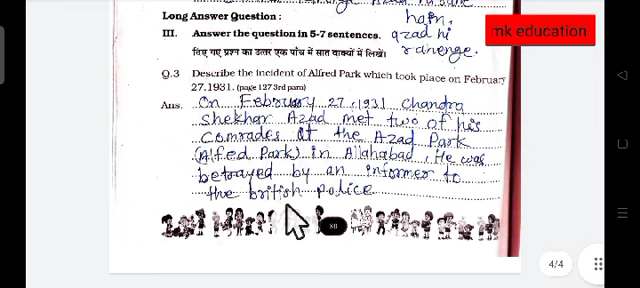 Long Answer Question :
hain,
III. Answer the question in 5-7 sentences.
azad hi
दिए गए प्रश्न का उत्तर एक पांच में सात वाक्यों में लिखें।
rahenge.
mk education
Q.3 Describe the incident of Alfred Park which took place on February
27.1931. (page 127 3rd para)
Ans. On February 27, 1931 Chandra
Shekhar Azad met two of his
comrades at the Azad Park
(Alfed Park) in Allahabad, He was
betrayed by an informer to
the british police
80
4/4